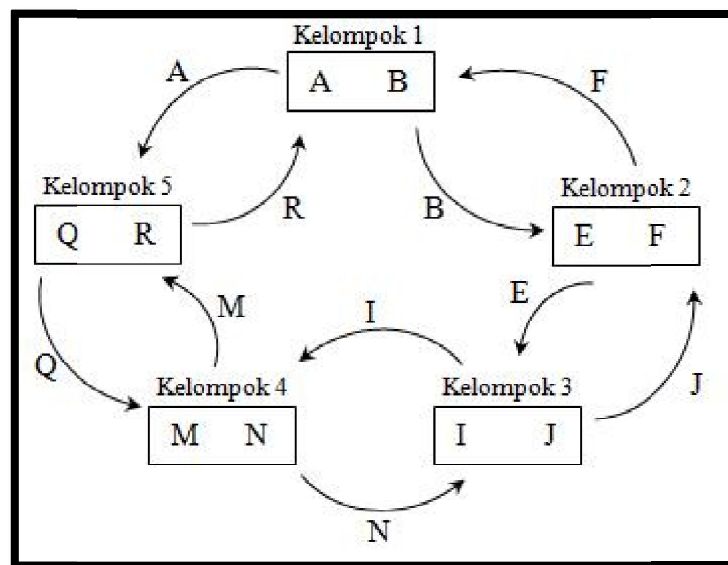 Kelompok 1
A B
A
F
R
B
Kelompok 5
Q R
Kelompok 2
E F
M
I
E
Q
J
Kelompok 4
M N
Kelompok 3
I J
N